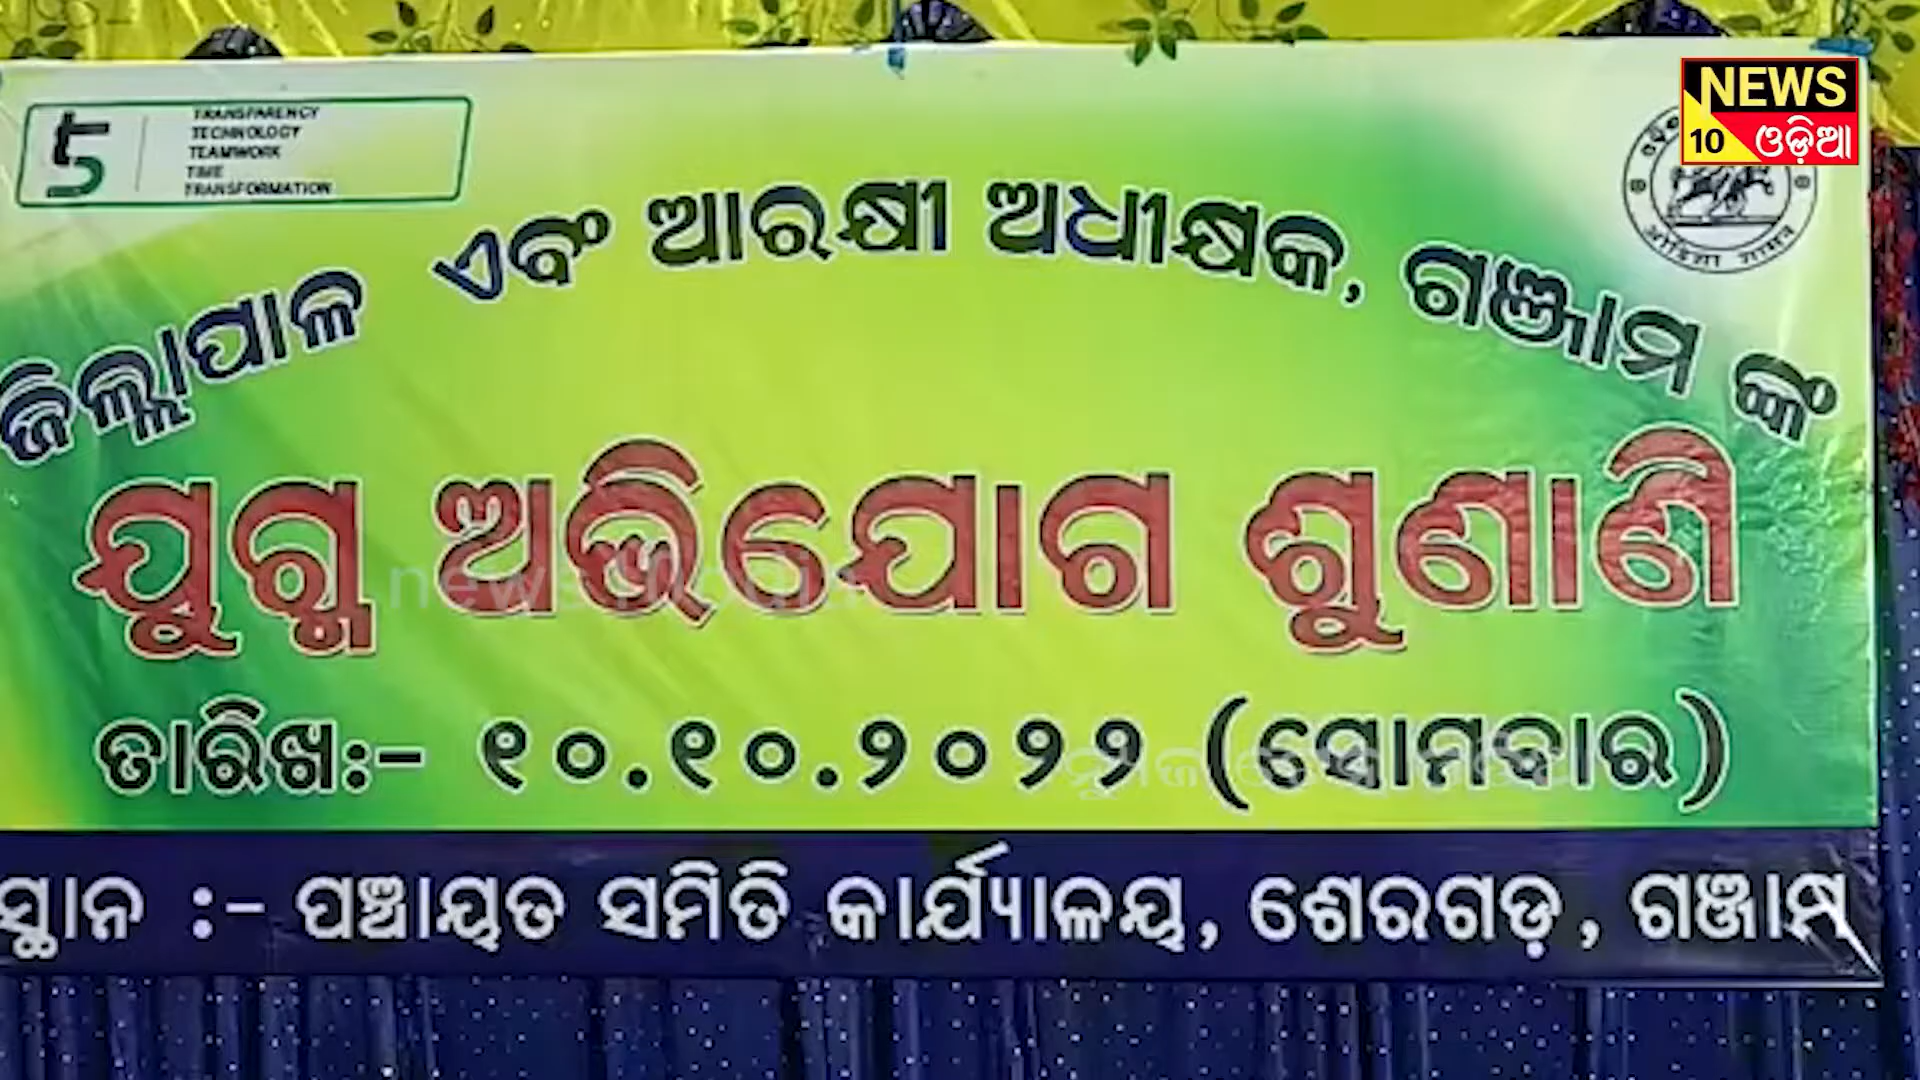 NEWS
10 ଓଡ଼ିଆ
5T
TRANSPARENCY
TECHNOLOGY
TEAMWORK
TIME
TRANSFORMATION
ଜିଲ୍ଲାପାଳ ଏବଂ ଆରକ୍ଷୀ ଅଧୀକ୍ଷକ, ଗଞ୍ଜାମ ଙ୍କ
ଯୁଗ୍ମ ଅଭିଯୋଗ ଶୁଣାଣି
ତାରିଖ:- ୧୦.୧୦.୨୦୨୨ (ସୋମବାର)
ସ୍ଥାନ :- ପଞ୍ଚାୟତ ସମିତି କାର୍ଯ୍ୟାଳୟ, ଶେରଗଡ଼, ଗଞ୍ଜାମ